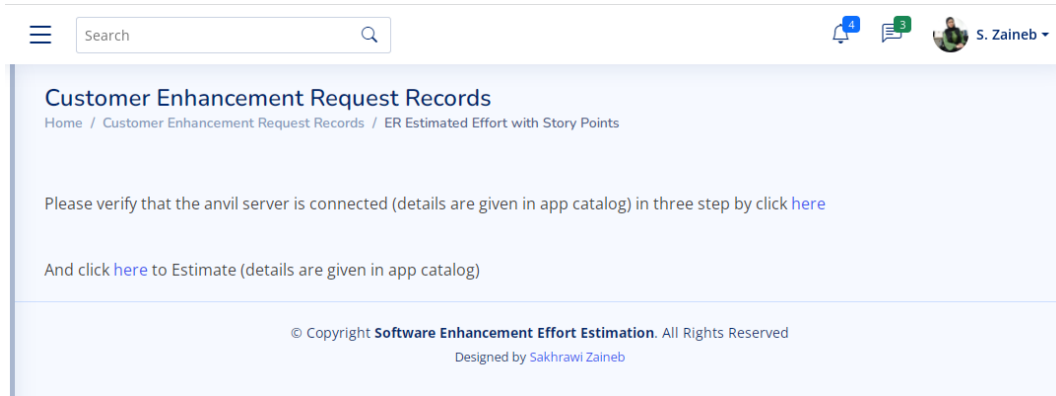 Search
4
3
S. Zaineb
Customer Enhancement Request Records
Home / Customer Enhancement Request Records / ER Estimated Effort with Story Points
Please verify that the anvil server is connected (details are given in app catalog) in three step by click here
And click here to Estimate (details are given in app catalog)
© Copyright Software Enhancement Effort Estimation. All Rights Reserved
Designed by Sakhrawi Zaineb